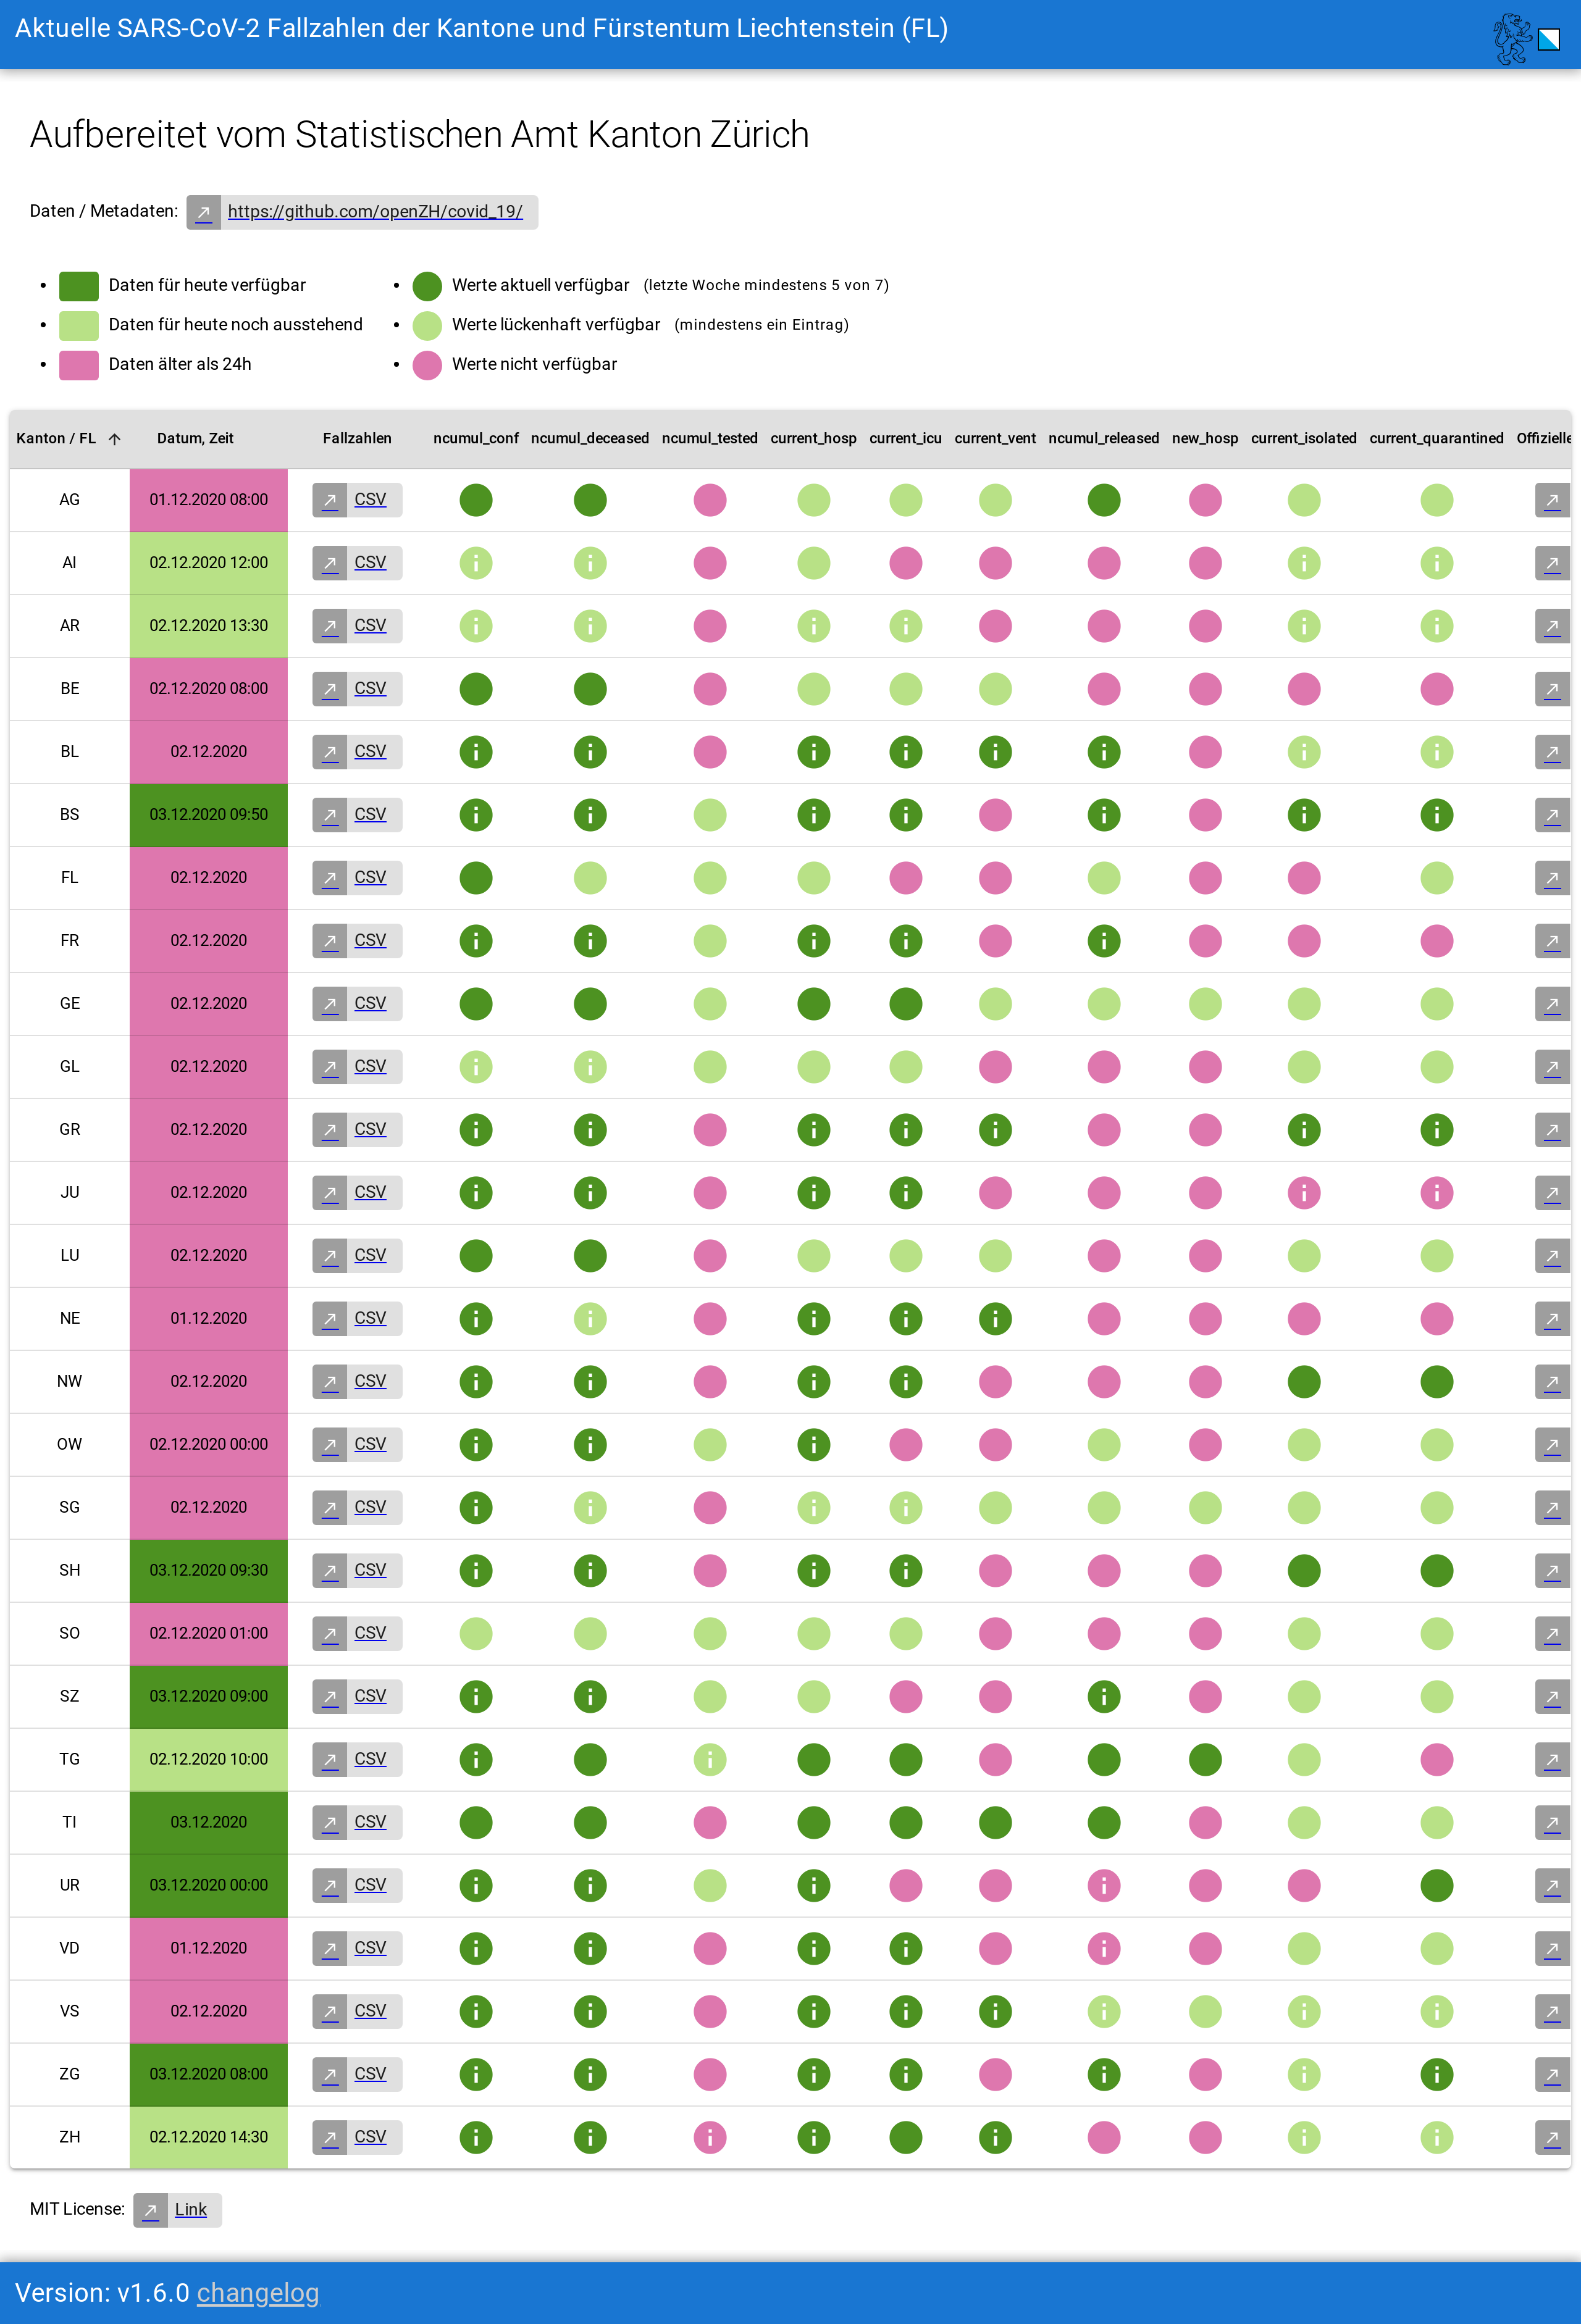 Aktuelle SARS-CoV-2 Fallzahlen der Kantone und Fürstentum Liechtenstein (FL)
Aufbereitet vom Statistischen Amt Kanton Zürich
Daten / Metadaten: https://github.com/openZH/covid_19/
Daten für heute verfügbar
Daten für heute noch ausstehend
Daten älter als 24h
Werte aktuell verfügbar (letzte Woche mindestens 5 von 7)
Werte lückenhaft verfügbar (mindestens ein Eintrag)
Werte nicht verfügbar
Kanton / FL Datum, Zeit Fallzahlen ncumul_conf ncumul_deceased ncumul_tested current_hosp current_icu current_vent ncumul_released new_hosp current_isolated current_quarantined Offizielle
AG 01.12.2020 08:00 CSV
AI 02.12.2020 12:00 CSV
AR 02.12.2020 13:30 CSV
BE 02.12.2020 08:00 CSV
BL 02.12.2020 CSV
BS 03.12.2020 09:50 CSV
FL 02.12.2020 CSV
FR 02.12.2020 CSV
GE 02.12.2020 CSV
GL 02.12.2020 CSV
GR 02.12.2020 CSV
JU 02.12.2020 CSV
LU 02.12.2020 CSV
NE 01.12.2020 CSV
NW 02.12.2020 CSV
OW 02.12.2020 00:00 CSV
SG 02.12.2020 CSV
SH 03.12.2020 09:30 CSV
SO 02.12.2020 01:00 CSV
SZ 03.12.2020 09:00 CSV
TG 02.12.2020 10:00 CSV
TI 03.12.2020 CSV
UR 03.12.2020 00:00 CSV
VD 01.12.2020 CSV
VS 02.12.2020 CSV
ZG 03.12.2020 08:00 CSV
ZH 02.12.2020 14:30 CSV
MIT License: Link
Version: v1.6.0 changelog